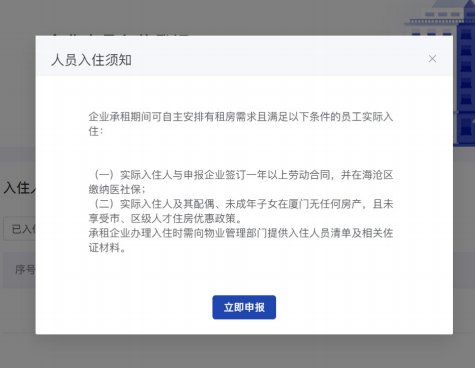 人员入住须知
企业承租期间可自主安排有租房需求且满足以下条件的员工实际入
住：
（一）实际入住人与申报企业签订一年以上劳动合同，并在海沧区
缴纳医社保；
（二）实际入住人及其配偶、未成年子女在厦门无任何房产，且未
享受市、区级人才住房优惠政策。
承租企业办理入住时需向物业管理部门提供入住人员清单及相关佐
证材料。
立即申报
入住人
已入住
序号